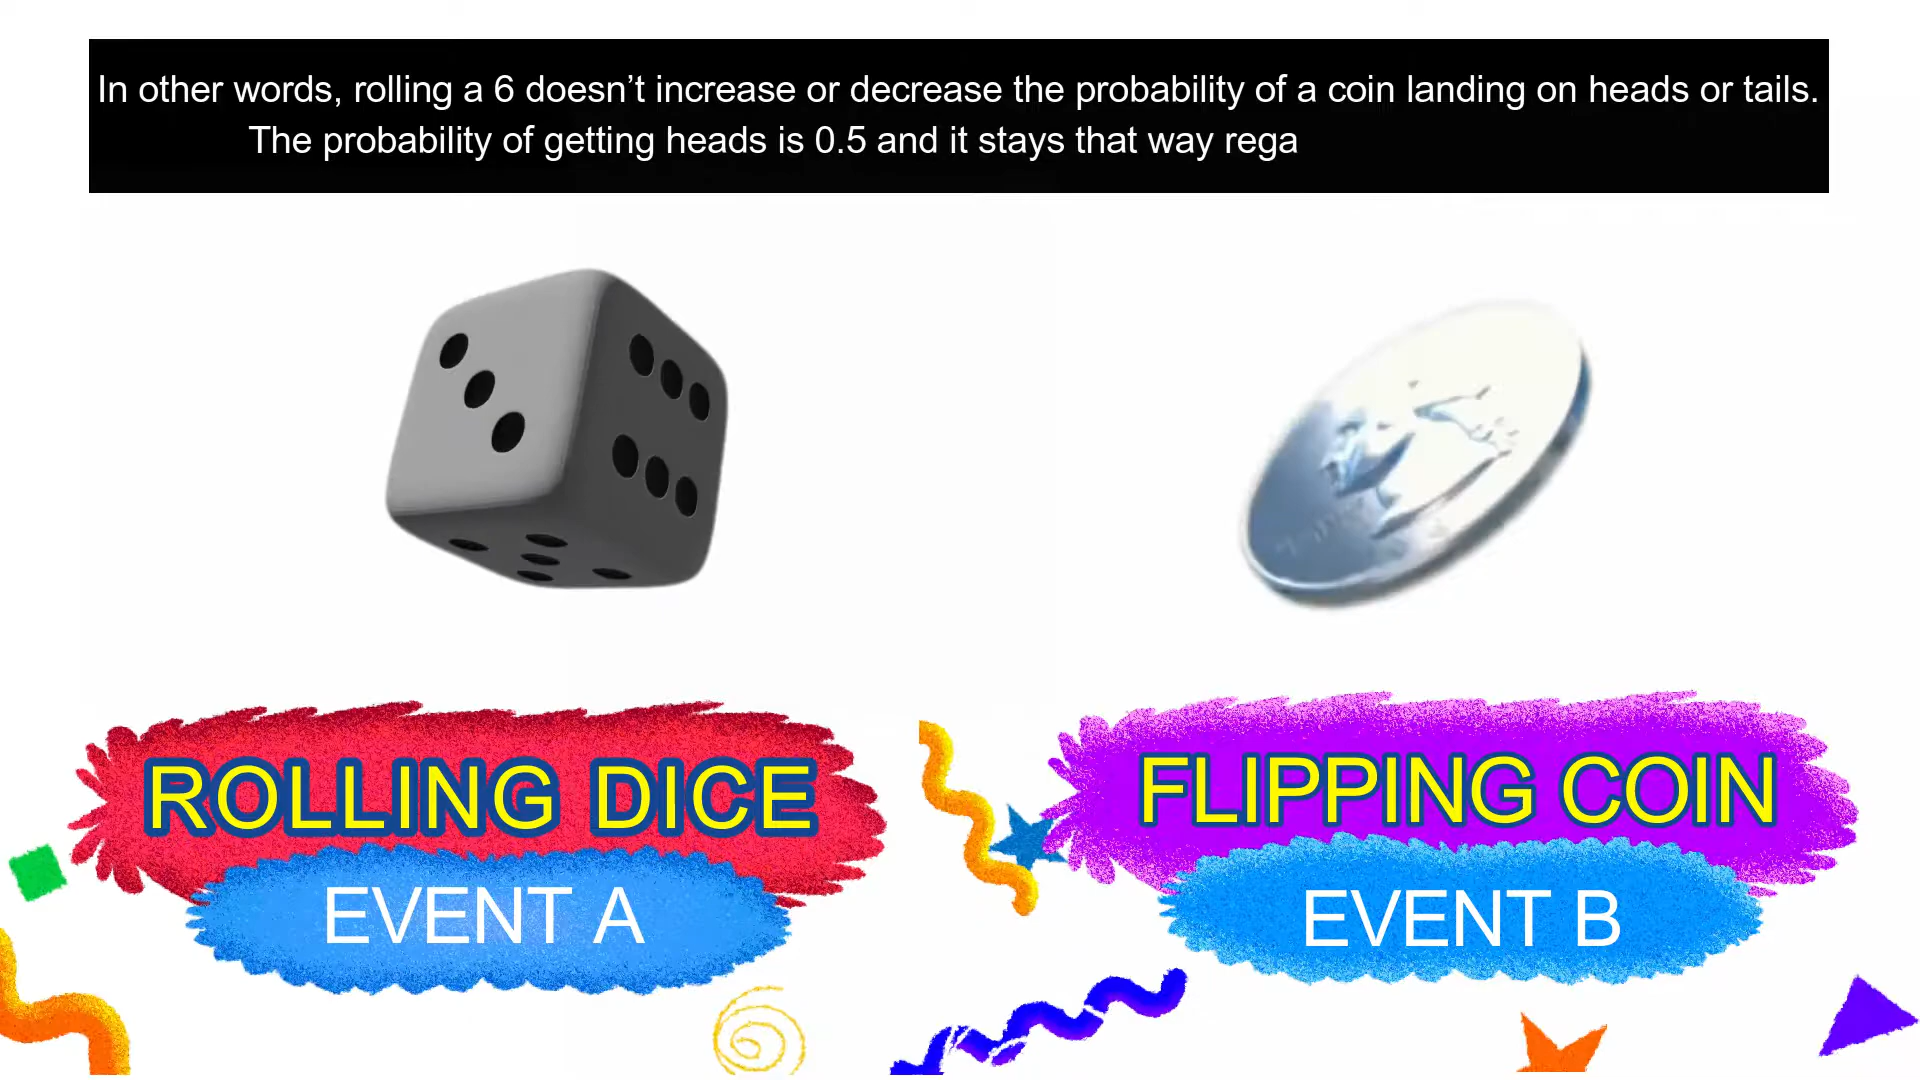 In other words, rolling a 6 doesn’t increase or decrease the probability of a coin landing on heads or tails.
The probability of getting heads is 0.5 and it stays that way rega
ROLLING DICE
EVENT A
FLIPPING COIN
EVENT B